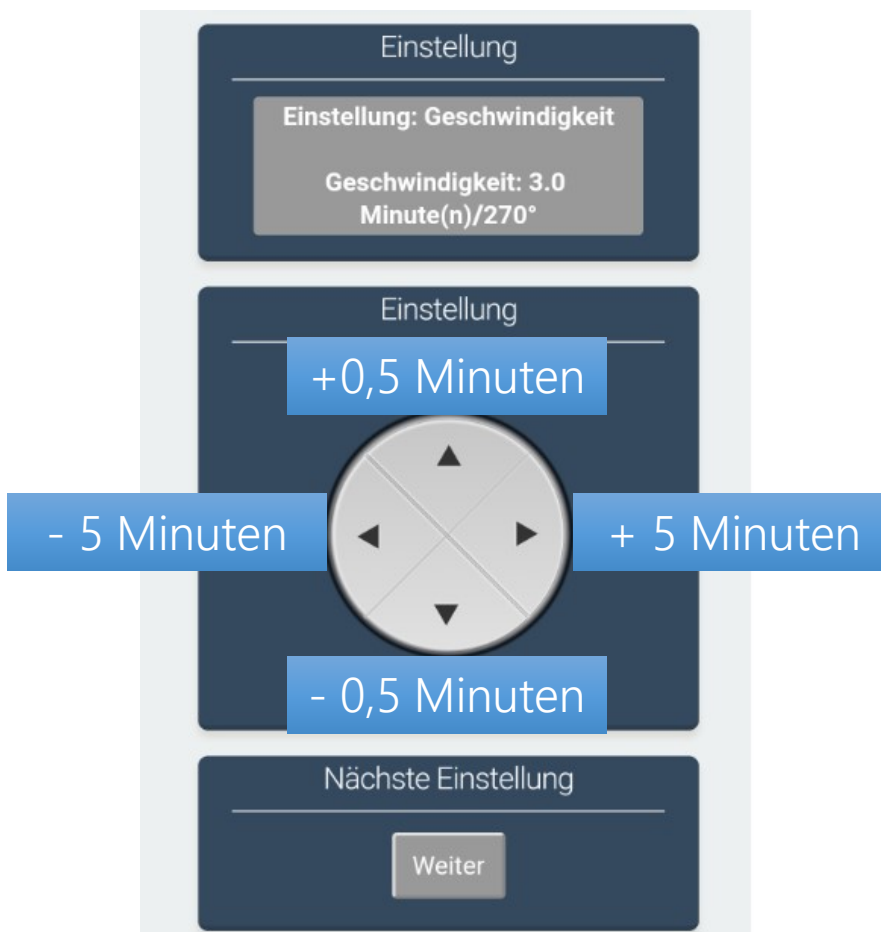 Einstellung
Einstellung: Geschwindigkeit
Geschwindigkeit: 3.0
Minute(n)/270°
Einstellung
+0,5 Minuten
- 5 Minuten
+ 5 Minuten
- 0,5 Minuten
Nächste Einstellung
Weiter